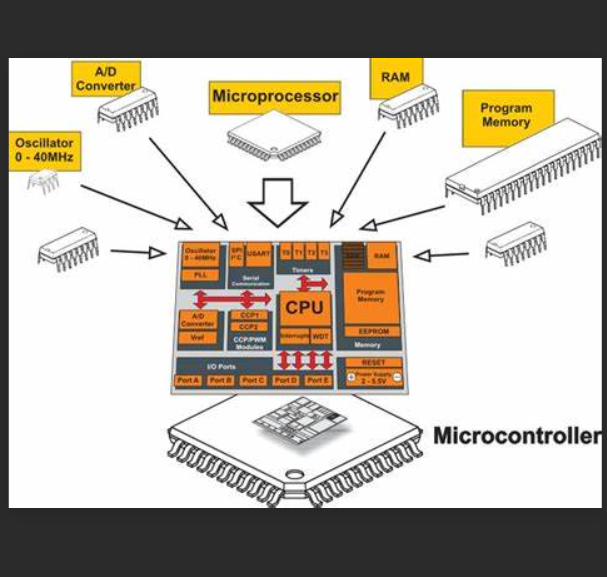 A/D
Converter
Microprocessor
RAM
Program
Memory
Oscillator
0 - 40MHz
Oscillator
0 - 40MHz
PLL
SPI
I²C
USART
Serial
Communication
T0 T1 T2 T3
Timers
RAM
Program
Memory
EEPROM
Memory
A/D
Converter
Vref
CCP1
CCP2
CCP/PWM
Modules
CPU
Interrupts
WDT
I/O Ports
Port A Port B Port C Port D Port E
RESET
Power Supply
2 - 5.5V
Microcontroller